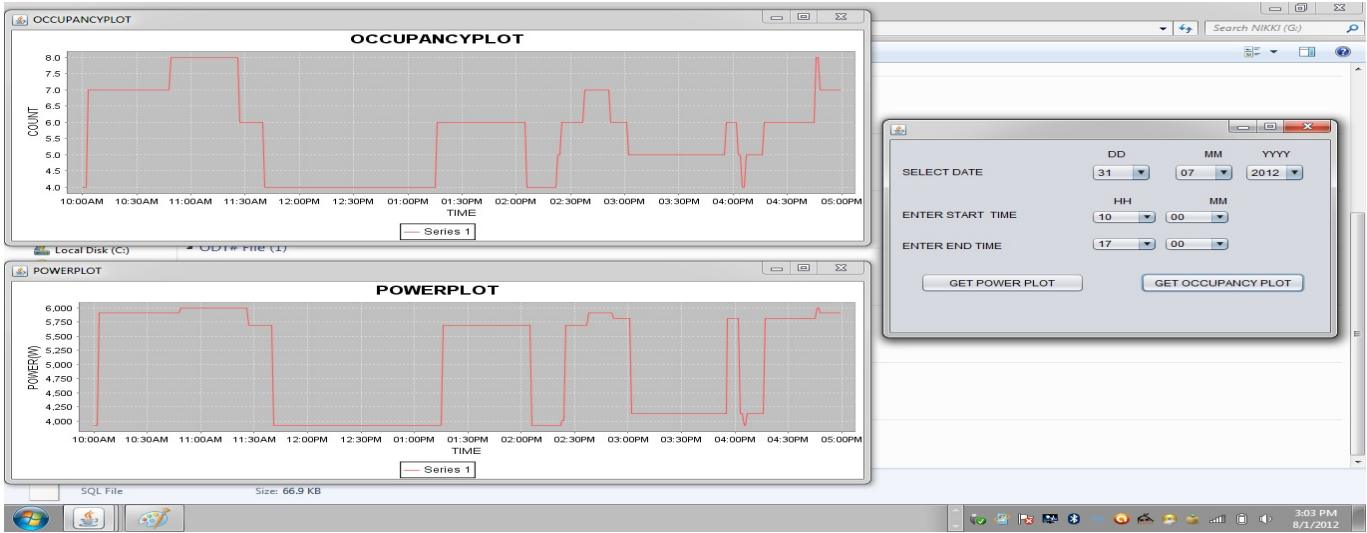 OCCUPANCYPLOT
OCCUPANCYPLOT
8.0
7.5
7.0
6.5
6.0
5.5
5.0
4.5
4.0
COUNT
10:00AM 10:30AM 11:00AM 11:30AM 12:00PM 12:30PM 01:00PM 01:30PM 02:00PM 02:30PM 03:00PM 03:30PM 04:00PM 04:30PM 05:00PM
TIME
Series 1
Local Disk (C:)
ODT# File (1)
POWERPLOT
POWERPLOT
6,000
5,750
5,500
5,250
5,000
4,750
4,500
4,250
4,000
POWER(W)
10:00AM 10:30AM 11:00AM 11:30AM 12:00PM 12:30PM 01:00PM 01:30PM 02:00PM 02:30PM 03:00PM 03:30PM 04:00PM 04:30PM 05:00PM
TIME
Series 1
Search NIKKI (G:)
DD MM YYYY
SELECT DATE 31 07 2012
HH MM
ENTER START TIME 10 00
ENTER END TIME 17 00
GET POWER PLOT GET OCCUPANCY PLOT
SQL File Size: 66.9 KB
3:03 PM
8/1/2012